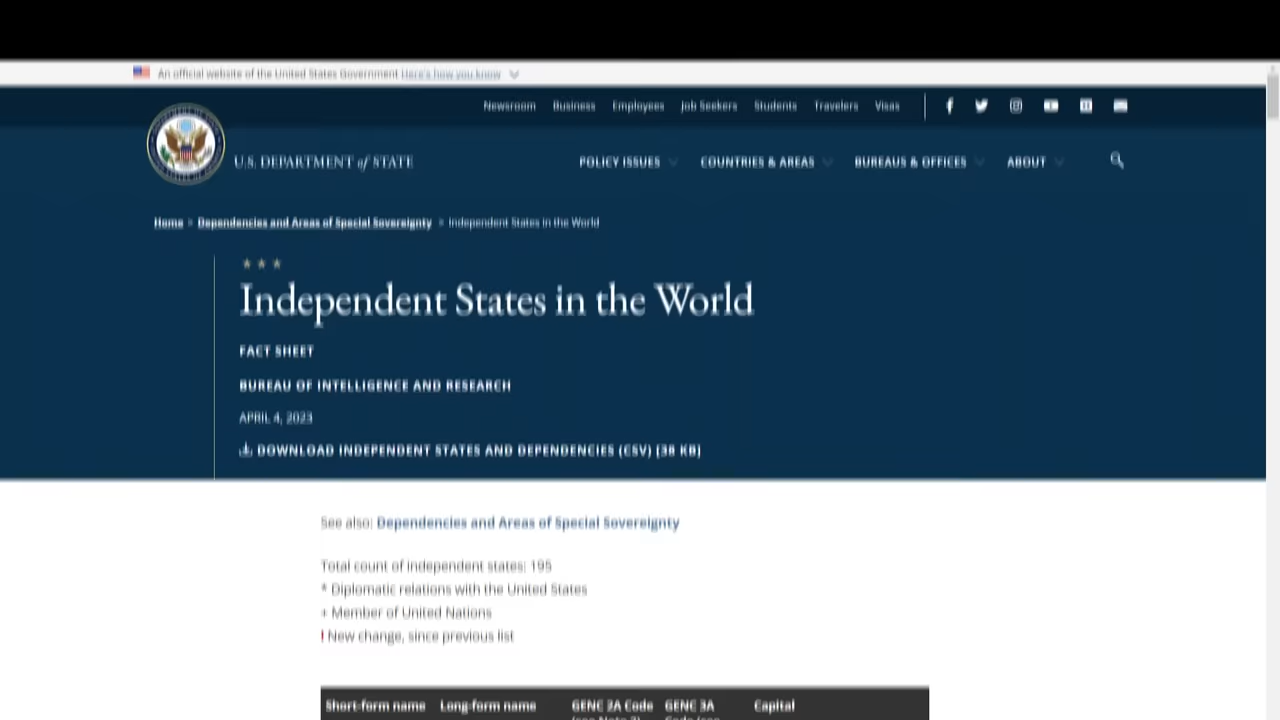 An official website of the United States Government Here's how you know
Newsroom Business Employees Job Seekers Students Travelers Visas
U.S. DEPARTMENT of STATE
POLICY ISSUES COUNTRIES & AREAS BUREAUS & OFFICES ABOUT
Home > Dependencies and Areas of Special Sovereignty > Independent States in the World
Independent States in the World
FACT SHEET
BUREAU OF INTELLIGENCE AND RESEARCH
APRIL 4, 2023
DOWNLOAD INDEPENDENT STATES AND DEPENDENCIES (CSV) [38 KB]
See also: Dependencies and Areas of Special Sovereignty
Total count of independent states: 195
* Diplomatic relations with the United States
+ Member of United Nations
! New change, since previous list
Short-form name Long-form name GENC 2A Code GENC 3A Capital
(see Note 2) Code (see